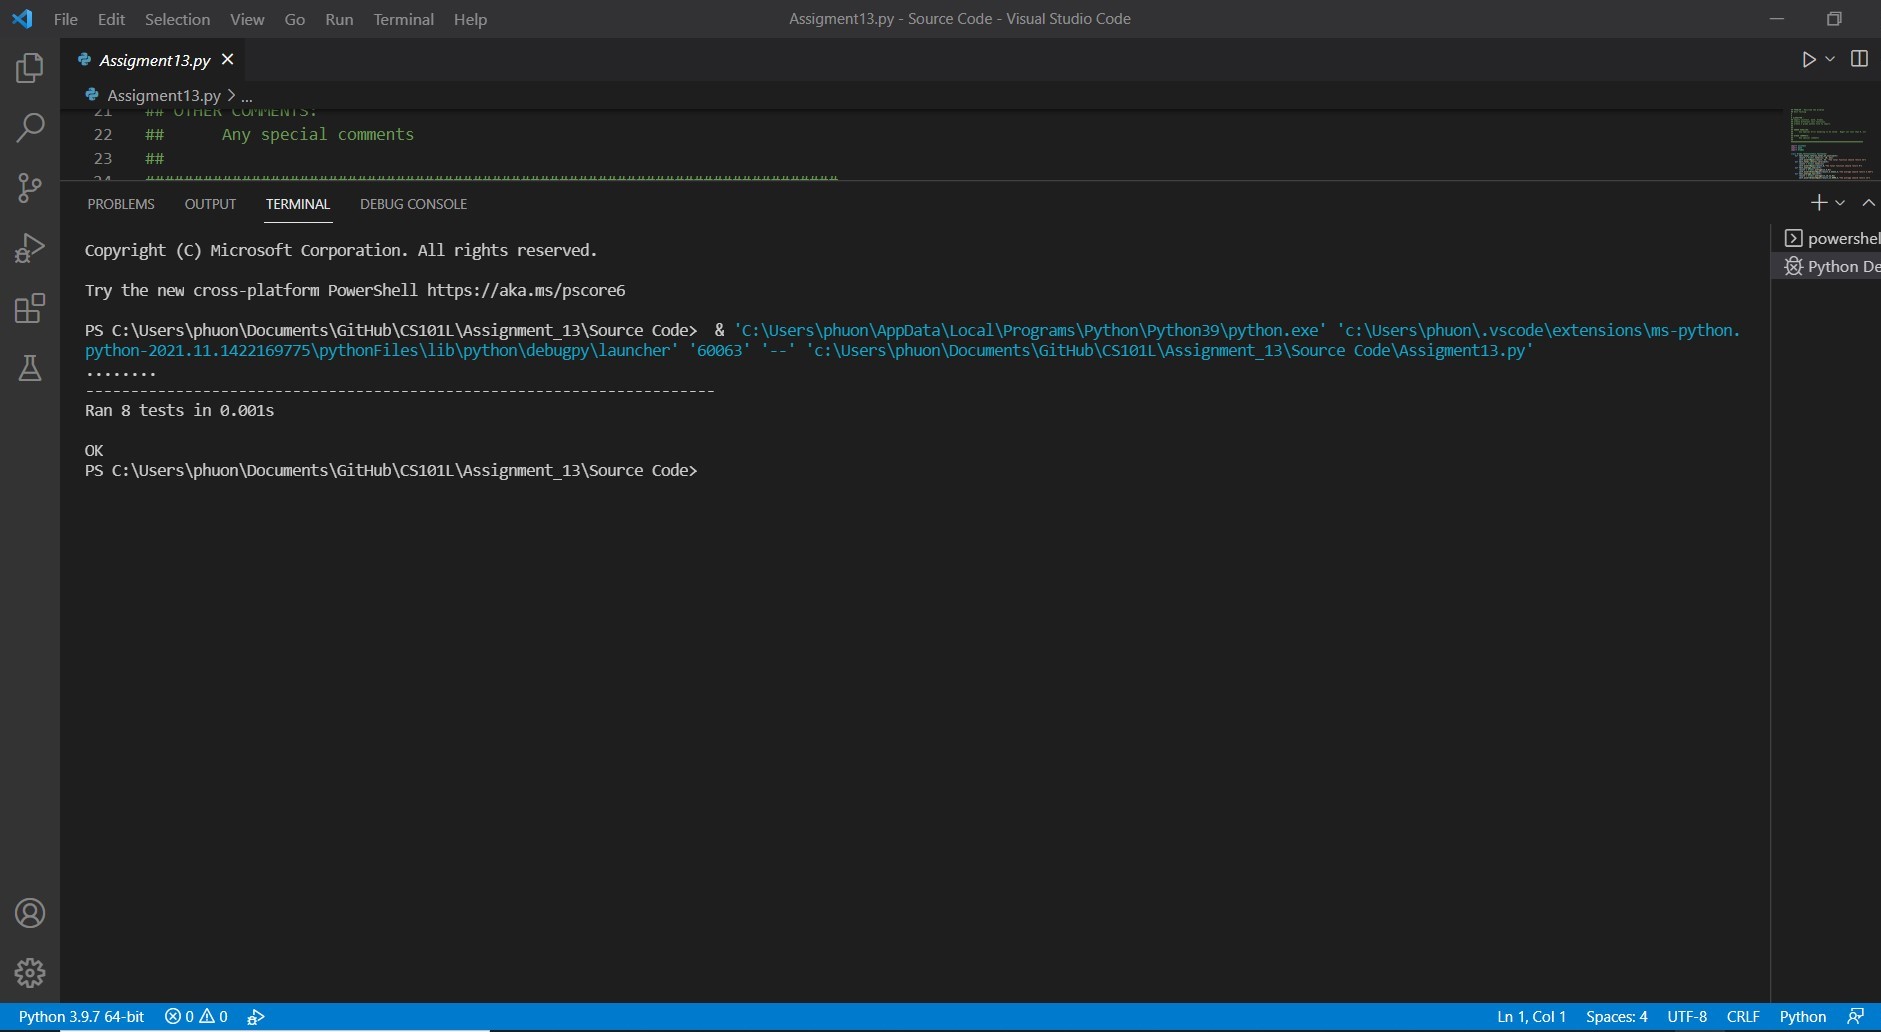 File Edit Selection View Go Run Terminal Help
Assigment13.py - Source Code - Visual Studio Code
Assigment13.py
Assigment13.py > ...
21 ## OTHER COMMENTS:
22 ## Any special comments
23 ##
24 ########################################################################
PROBLEMS OUTPUT TERMINAL DEBUG CONSOLE
Copyright (C) Microsoft Corporation. All rights reserved.
Try the new cross-platform PowerShell https://aka.ms/pscore6
PS C:\Users\phuon\Documents\GitHub\CS101L\Assignment_13\Source Code>  & 'C:\Users\phuon\AppData\Local\Programs\Python\Python39\python.exe' 'c:\Users\phuon\.vscode\extensions\ms-python.
python-2021.11.1422169775\pythonFiles\lib\python\debugpy\launcher' '60063' '--' 'c:\Users\phuon\Documents\GitHub\CS101L\Assignment_13\Source Code\Assigment13.py'
........
----------------------------------------------------------------------
Ran 8 tests in 0.001s
OK
PS C:\Users\phuon\Documents\GitHub\CS101L\Assignment_13\Source Code>
powershel
Python De
Python 3.9.7 64-bit 0 0
Ln 1, Col 1 Spaces: 4 UTF-8 CRLF Python